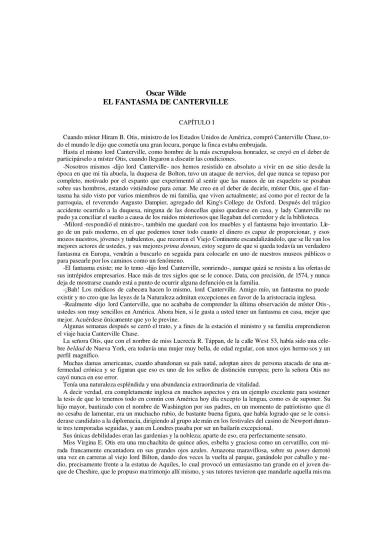 Oscar Wilde
EL FANTASMA DE CANTERVILLE
CAPÍTULO I
Cuando míster Hiram B. Otis, ministro de los Estados Unidos de América, compró Canterville Chase, to-
do el mundo le dijo que cometía una gran locura, porque la finca estaba embrujada.
Hasta el mismo lord Canterville, como hombre de la más escrupulosa honradez, se creyó en el deber de
participárselo a míster Otis, cuando llegaron a discutir las condiciones.
-Nosotros mismos -dijo lord Canterville- nos hemos resistido en absoluto a vivir en ese sitio desde la
época en que mi tía abuela, la duquesa de Bolton, tuvo un ataque de nervios, del que nunca se repuso por
completo, motivado por el espanto que experimentó al sentir que las manos de un esqueleto se posaban
sobre sus hombros, estando vistiéndose para cenar. Me creo en el deber de decirle, míster Otis, que el fan-
tasma ha sido visto por varios miembros de mi familia, que viven actualmente, así como por el rector de la
parroquia, el reverendo Augusto Dampier, agregado del King's College de Oxford. Después del trágico
accidente ocurrido a la duquesa, ninguna de las doncellas quiso quedarse en casa, y lady Canterville no
pudo ya conciliar el sueño a causa de los ruidos misteriosos que llegaban del corredor y de la biblioteca.
-Milord -respondió el ministro-, también me quedaré con los muebles y el fantasma bajo inventario. Lle-
go de un país moderno, en el que podemos tener todo cuanto el dinero es capaz de proporcionar, y esos
mozos nuestros, jóvenes y turbulentos, que recorren el Viejo Continente escandalizándolo, que se llevan los
mejores actores de ustedes, y sus mejores prima donnas, estoy seguro de que si queda todavía un verdadero
fantasma en Europa, vendrán a buscarlo en seguida para colocarle en uno de nuestros museos públicos o
para pasearle por los caminos como un fenómeno.
-El fantasma existe; me lo temo -dijo lord Canterville, sonriendo-, aunque quizá se resista a las ofertas de
sus intrépidos empresarios. Hace más de tres siglos que se le conoce. Data, con precisión, de 1574, y nunca
deja de mostrarse cuando está a punto de ocurrir alguna defunción en la familia.
-¡Bah! Los médicos de cabecera hacen lo mismo, lord Canterville. Amigo mío, un fantasma no puede
existir y no creo que las leyes de la Naturaleza admitan excepciones en favor de la aristocracia inglesa.
-Realmente -dijo lord Canterville, que no acababa de comprender la última observación de míster Otis-,
ustedes son muy sencillos en América. Ahora bien, si le gusta a usted tener un fantasma en casa, mejor que
mejor. Acuérdese únicamente que yo le previne.
Algunas semanas después se cerró el trato, y a fines de la estación el ministro y su familia emprendieron
el viaje hacia Canterville Chase.
La señora Otis, que con el nombre de miss Lucrecia R. Táppan, de la calle West 53, había sido una céle-
bre beldad de Nueva York, era todavía una mujer muy bella, de edad regular, con unos ojos hermosos y un
perfil magnífico.
Muchas damas americanas, cuando abandonan su país natal, adoptan aires de persona atacada de una en-
fermedad crónica y se figuran que eso es uno de los sellos de distinción europea; pero la señora Otis no
cayó nunca en ese error.
Tenía una naturaleza espléndida y una abundancia extraordinaria de vitalidad.
A decir verdad, era completamente inglesa en muchos aspectos y era un ejemplo excelente para sostener
la tesis de que lo tenemos todo en común con América hoy día excepto la lengua, como es de suponer. Su
hijo mayor, bautizado con el nombre de Washington por sus padres, en un momento de patriotismo que él
no cesaba de lamentar, era un muchacho rubio, de bastante buena figura, que había logrado que se le consi-
derase candidato a la diplomacia, dirigiendo al grupo alemán en los festivales del casino de Newport duran-
te tres temporadas seguidas, y aun en Londres pasaba por ser un bailarín excepcional.
Sus únicas debilidades eran las gardenias y la nobleza; aparte de eso, era perfectamente sensato.
Miss Virginia E. Otis era una muchachita de quince años, esbelta y graciosa como un cervatillo, con mi-
rada francamente encantadora en sus grandes ojos azules. Amazona maravillosa, sobre su poney derrotó
una vez en carreras al viejo lord Bilton, dando dos veces la vuelta al parque, ganándole por caballo y me-
dio, precisamente frente a la estatua de Aquiles, lo cual provocó un entusiasmo tan grande en el joven du-
que de Cheshire, que le propuso matrimonio allí mismo, y sus tutores tuvieron que mandarle aquella misma